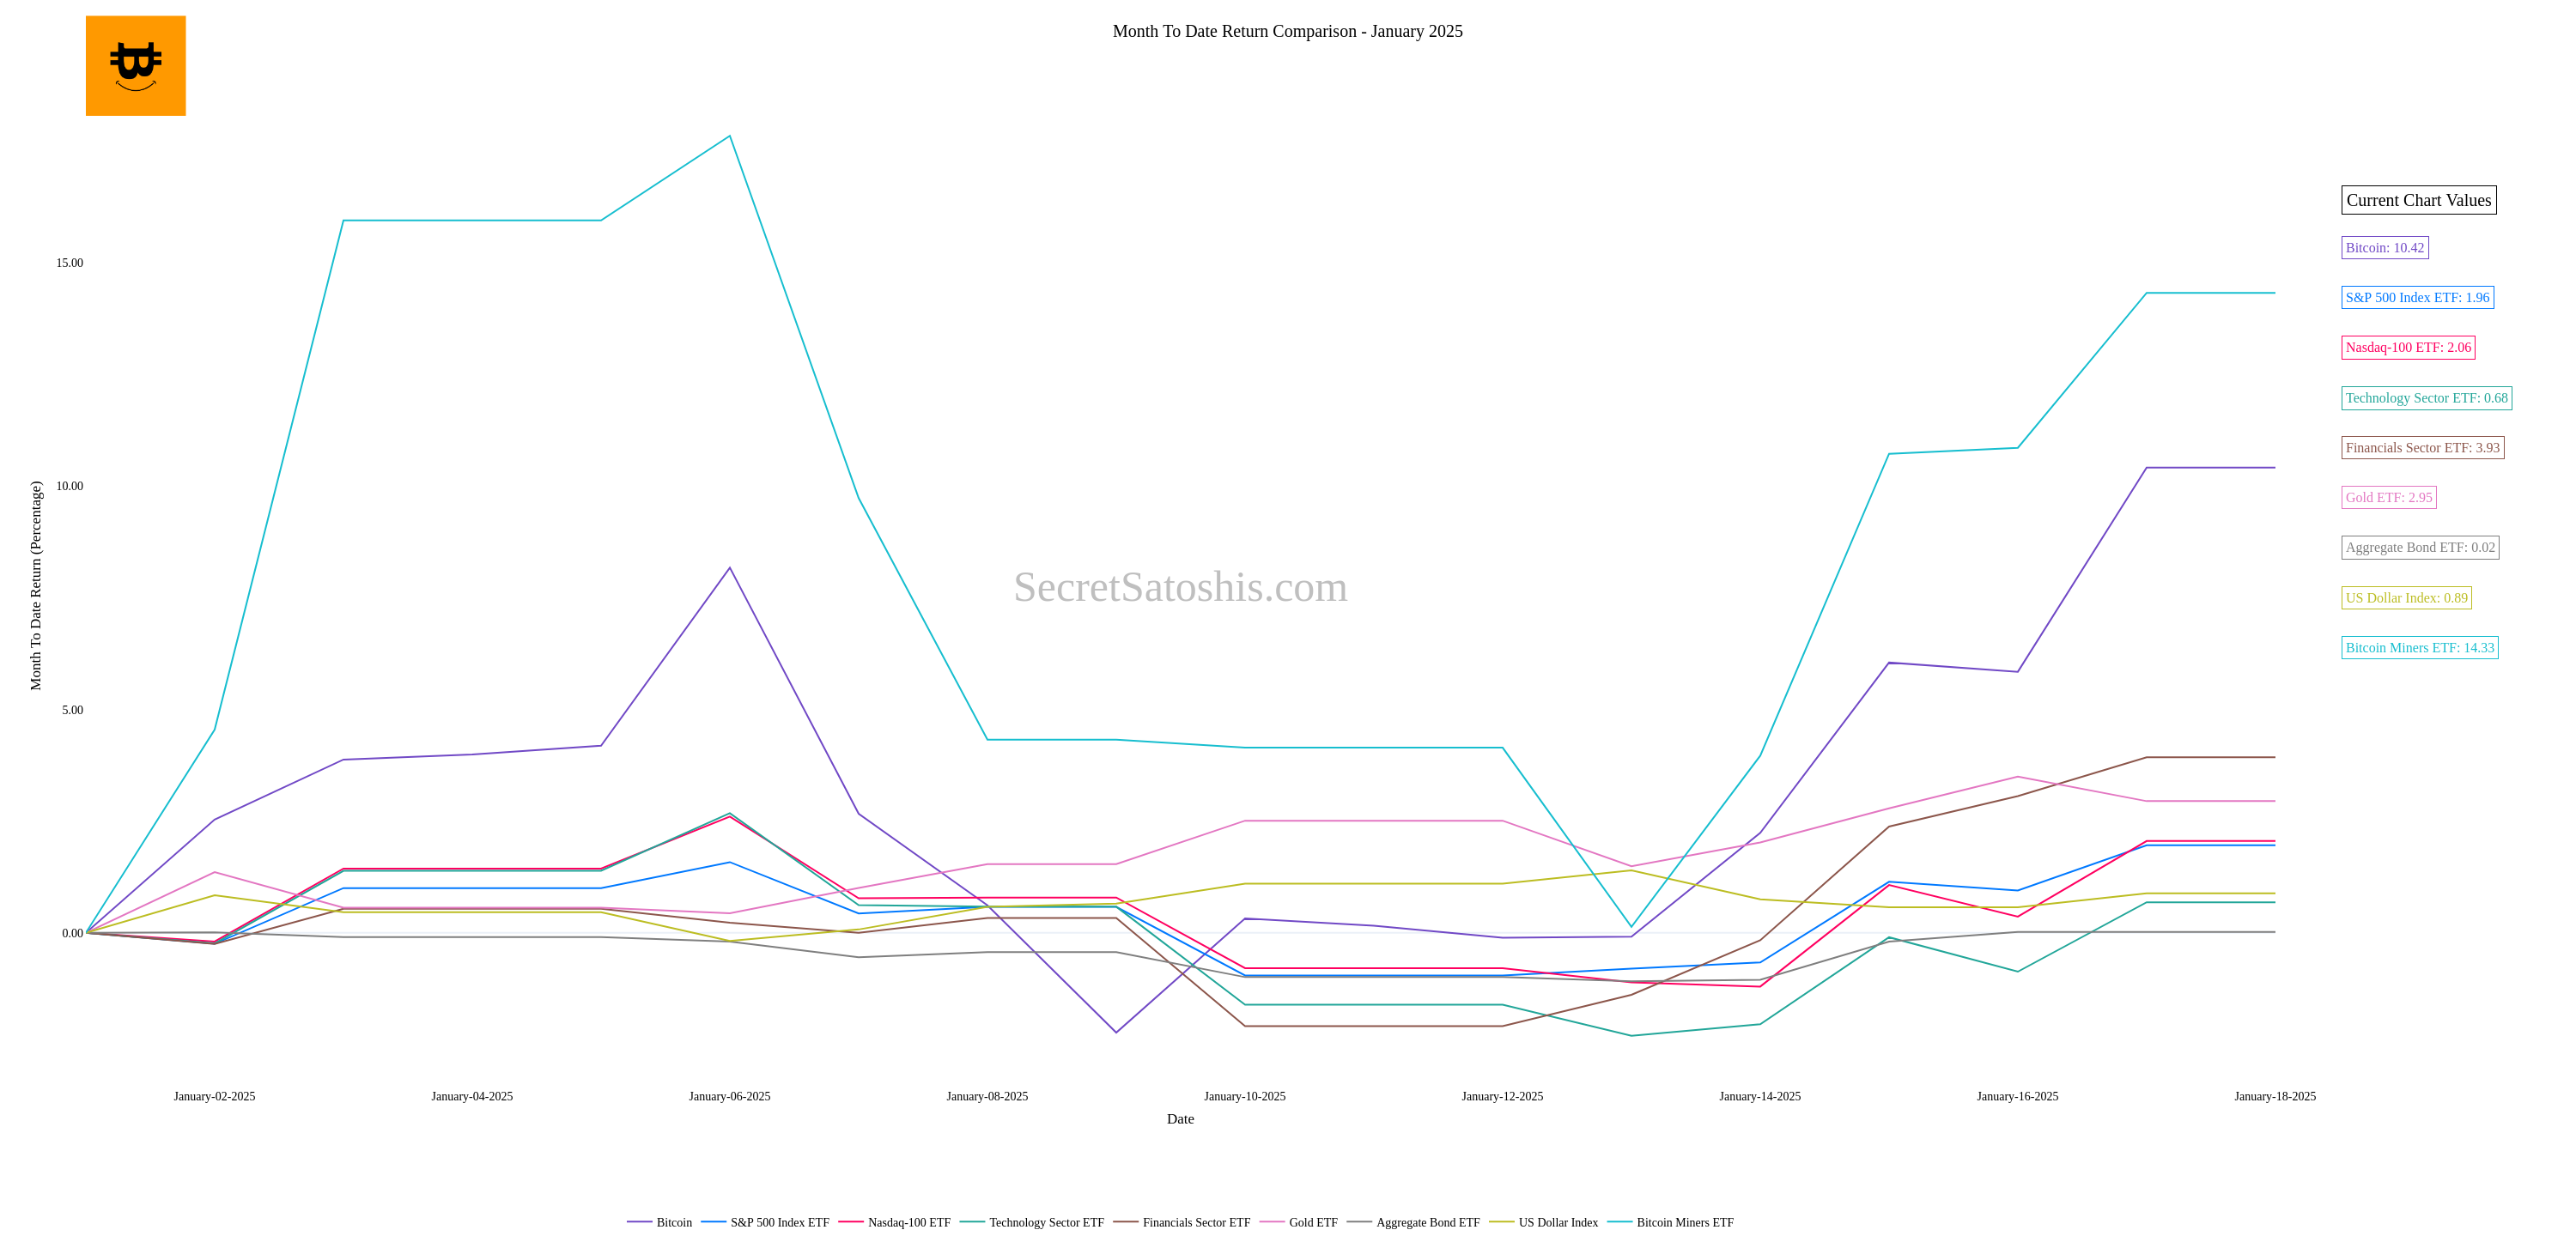 Month To Date Return Comparison - January 2025
Current Chart Values
Bitcoin: 10.42
S&P 500 Index ETF: 1.96
Nasdaq-100 ETF: 2.06
Technology Sector ETF: 0.68
Financials Sector ETF: 3.93
Gold ETF: 2.95
Aggregate Bond ETF: 0.02
US Dollar Index: 0.89
Bitcoin Miners ETF: 14.33
Month To Date Return (Percentage)
15.00
10.00
5.00
0.00
SecretSatoshis.com
January-02-2025
January-04-2025
January-06-2025
January-08-2025
January-10-2025
January-12-2025
January-14-2025
January-16-2025
January-18-2025
Date
Bitcoin
S&P 500 Index ETF
Nasdaq-100 ETF
Technology Sector ETF
Financials Sector ETF
Gold ETF
Aggregate Bond ETF
US Dollar Index
Bitcoin Miners ETF